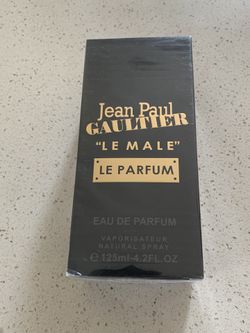 Jean Paul
GAULTIER
"LE MALE"
LE PARFUM
EAU DE PARFUM
VAPORISATEUR
NATURAL SPRAY
℮ 125ml-4.2FL.OZ